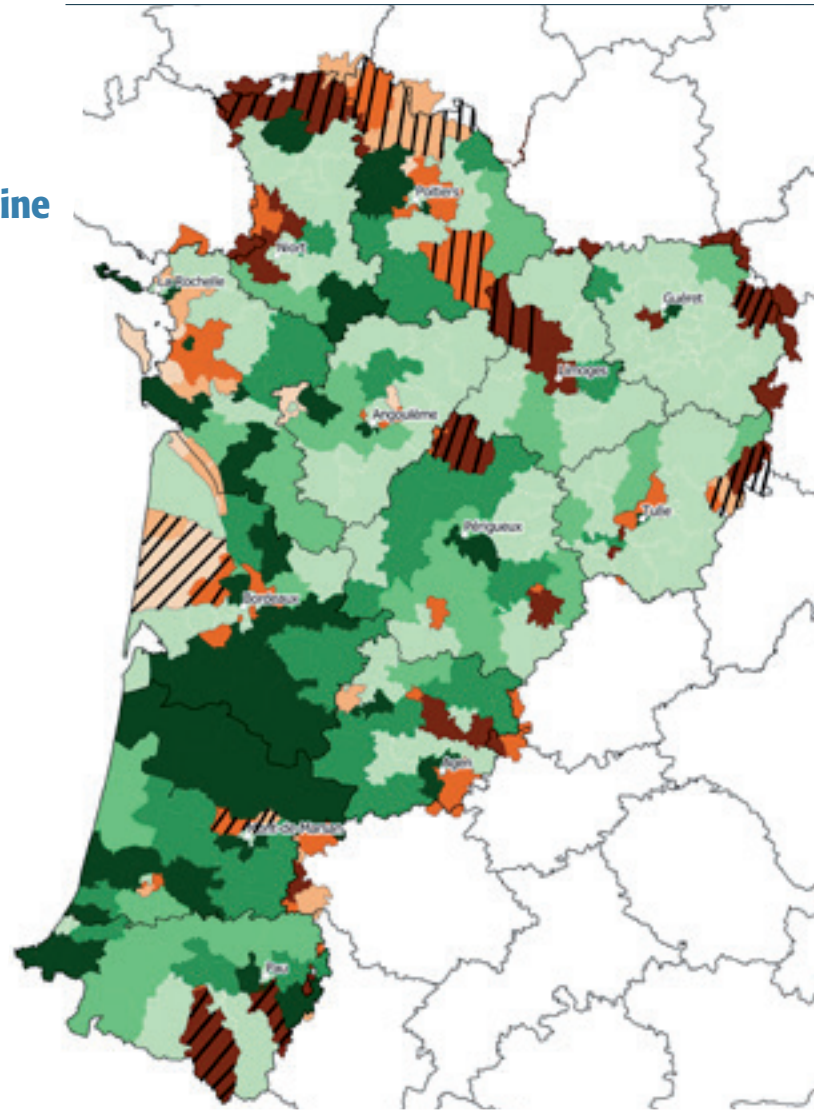 ine
Poitiers
Niort
La Rochelle
Guéret
Limoges
Angoulême
Tulle
Périgueux
Bordeaux
Agen
Mont-de-Marsan
Pau